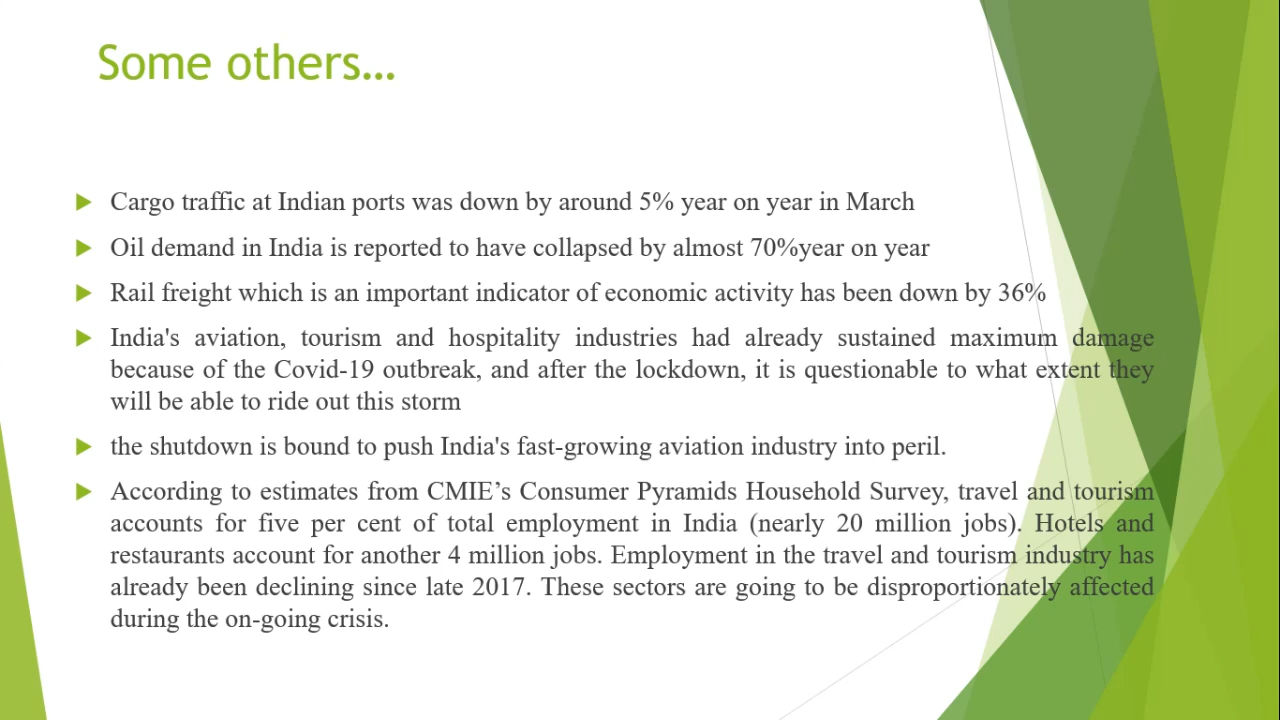 Some others...
Cargo traffic at Indian ports was down by around 5% year on year in March
Oil demand in India is reported to have collapsed by almost 70%year on year
Rail freight which is an important indicator of economic activity has been down by 36%
India's aviation, tourism and hospitality industries had already sustained maximum damage
because of the Covid-19 outbreak, and after the lockdown, it is questionable to what extent they
will be able to ride out this storm
the shutdown is bound to push India's fast-growing aviation industry into peril.
According to estimates from CMIE’s Consumer Pyramids Household Survey, travel and tourism
accounts for five per cent of total employment in India (nearly 20 million jobs). Hotels and
restaurants account for another 4 million jobs. Employment in the travel and tourism industry has
already been declining since late 2017. These sectors are going to be disproportionately affected
during the on-going crisis.